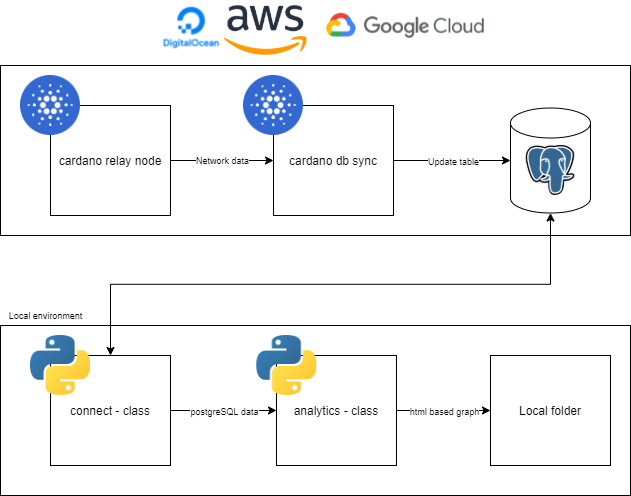 DigitalOcean
aws
Google Cloud
cardano relay node
Network data
cardano db sync
Update table
Local environment
connect - class
postgreSQL data
analytics - class
html based graph
Local folder